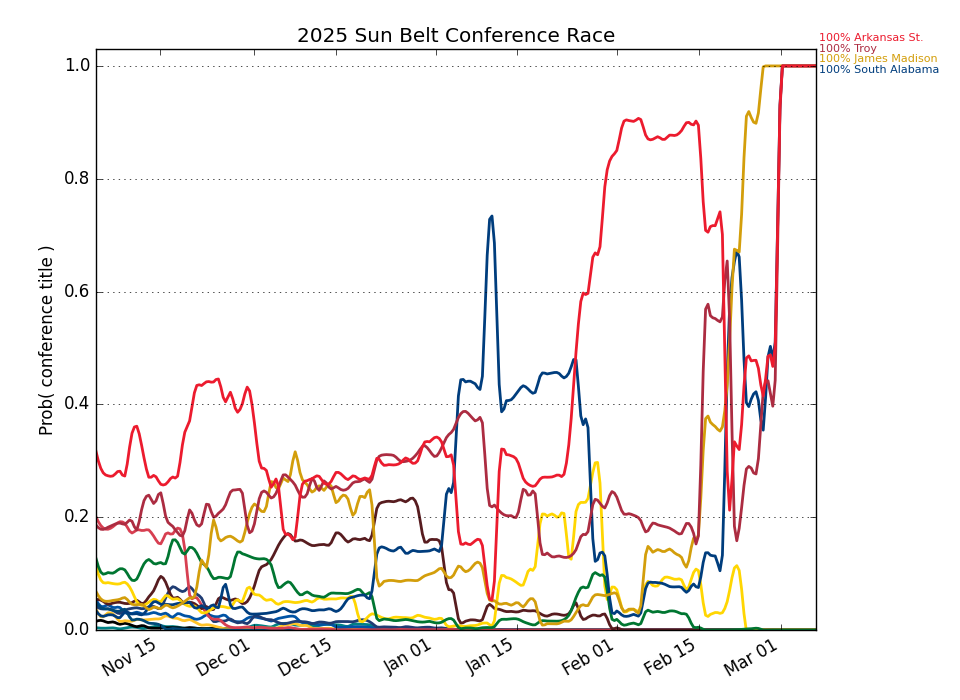 2025 Sun Belt Conference Race
100% Arkansas St.
100% Troy
100% James Madison
100% South Alabama
Prob( conference title )
1.0
0.8
0.6
0.4
0.2
0.0
Nov 15
Dec 01
Dec 15
Jan 01
Jan 15
Feb 01
Feb 15
Mar 01